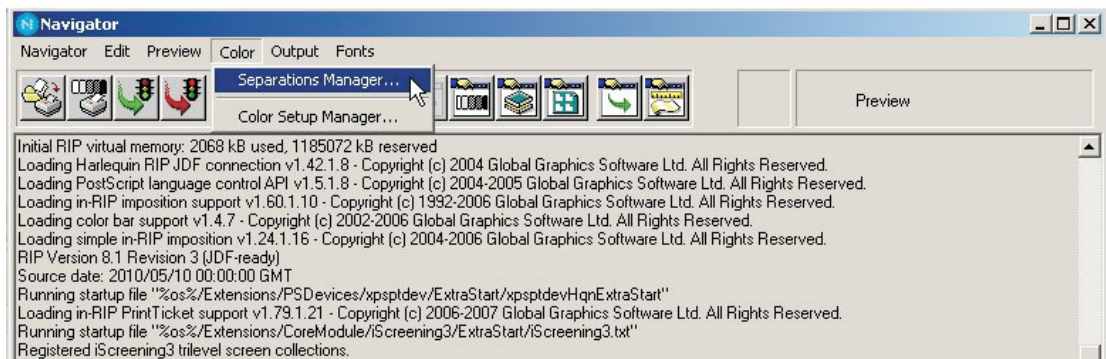 Navigator
Navigator Edit Preview Color Output Fonts
Separations Manager...
Color Setup Manager...
Preview
Initial RIP virtual memory: 2068 kB used, 1185072 kB reserved
Loading Harlequin RIP JDF connection v1.42.1.8 - Copyright (c) 2004 Global Graphics Software Ltd. All Rights Reserved.
Loading PostScript language control API v1.5.1.8 - Copyright (c) 2004-2005 Global Graphics Software Ltd. All Rights Reserved.
Loading in-RIP imposition support v1.60.1.10 - Copyright (c) 1992-2006 Global Graphics Software Ltd. All Rights Reserved.
Loading color bar support v1.4.7 - Copyright (c) 2002-2006 Global Graphics Software Ltd. All Rights Reserved.
Loading simple in-RIP imposition v1.24.1.16 - Copyright (c) 2004-2006 Global Graphics Software Ltd. All Rights Reserved.
RIP Version 8.1 Revision 3 (JDF-ready)
Source date: 2010/05/10 00:00:00 GMT
Running startup file "%os%/Extensions/PSDevices/xpsptdev/ExtraStart/xpsptdevHqnExtraStart"
Loading in-RIP PrintTicket support v1.79.1.21 - Copyright (c) 2006-2007 Global Graphics Software Ltd. All Rights Reserved.
Running startup file "%os%/Extensions/CoreModule/iScreening3/ExtraStart/iScreening3.txt"
Registered iScreening3 trilevel screen collections.